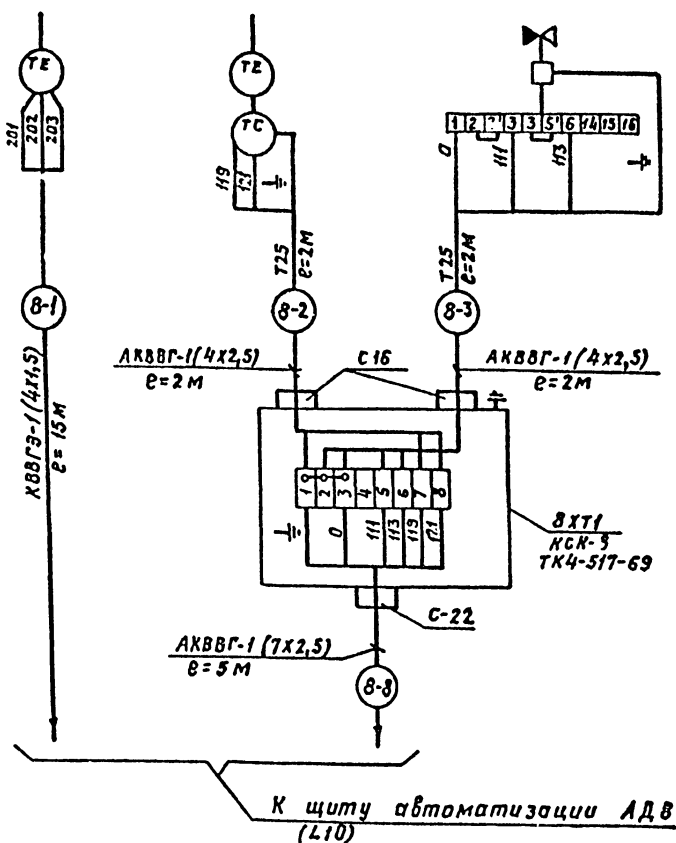 TE
201
202
203
TE
TC
119
121
1 2 2' 3 3 5' 6 14 15 16
0
111
113
T25
ℓ=2м
T25
ℓ=2м
8-1
8-2
8-3
АКВВГ-1(4х2,5)
ℓ=2м
С16
АКВВГ-1(4х2,5)
ℓ=2м
КВВГЭ-1(4х1,5)
ℓ=15м
1 2 3 4 5 6 7 8
0
111
113
119
121
8ХТ1
КСК-8
ТК4-517-69
С-22
АКВВГ-1(7х2,5)
ℓ=5м
8-8
К щиту автоматизации АДВ
(L10)